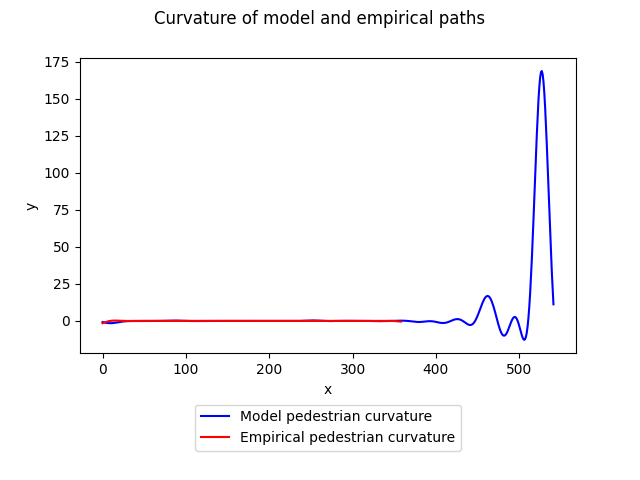 Curvature of model and empirical paths
175
150
125
100
75
50
25
0
y
0 100 200 300 400 500
x
Model pedestrian curvature
Empirical pedestrian curvature